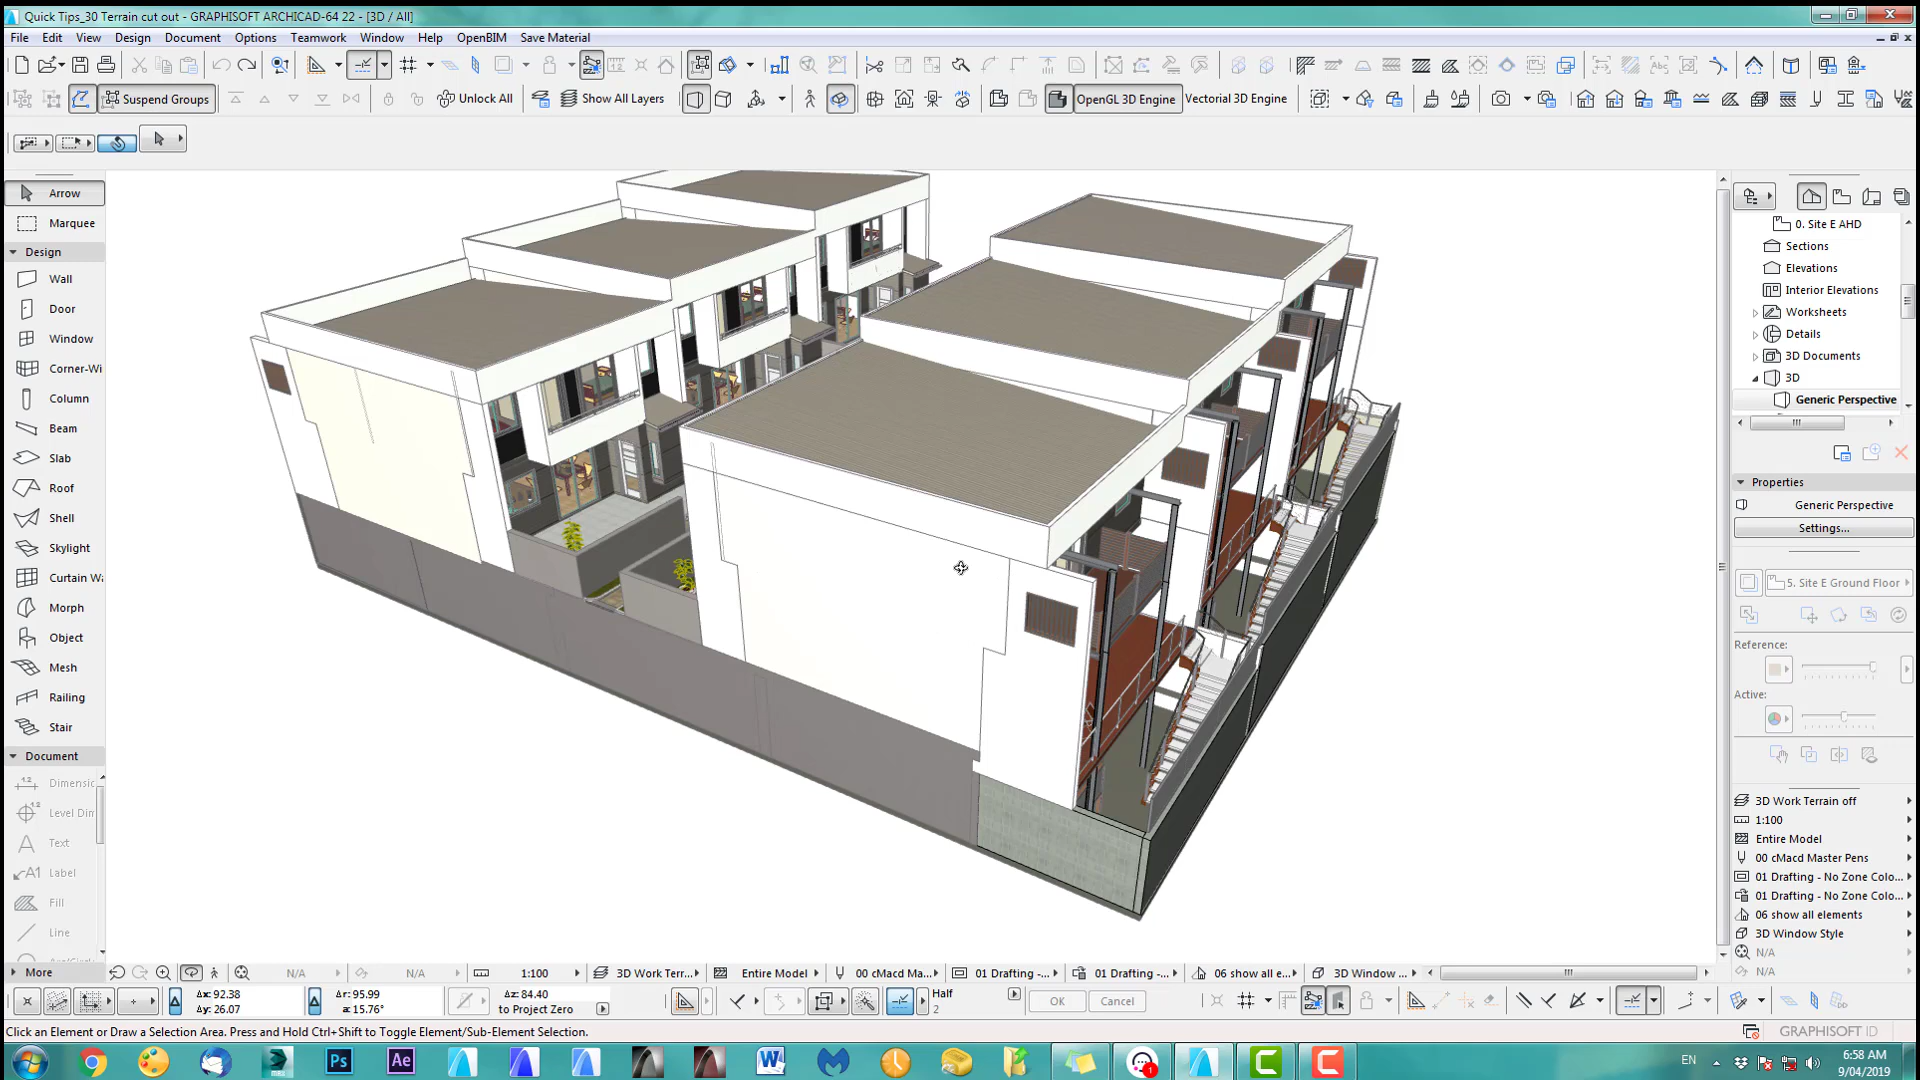 Quick Tips_30 Terrain cut out - GRAPHISOFT ARCHICAD-64 22 - [3D / All]
File Edit View Design Document Options Teamwork Window Help OpenBIM Save Material
Suspend Groups Unlock All Show All Layers OpenGL 3D Engine Vectorial 3D Engine
Arrow
Marquee
Design
Wall
Door
Window
Corner-Wi
Column
Beam
Slab
Roof
Shell
Skylight
Curtain Wa
Morph
Object
Mesh
Railing
Stair
Document
Dimensic
Level Dim
Text
Label
Fill
Line
More
0. Site E AHD
Sections
Elevations
Interior Elevations
Worksheets
Details
3D Documents
3D
Generic Perspective
Properties
Generic Perspective
Settings...
5. Site E Ground Floor
Reference:
Active:
3D Work Terrain off
1:100
Entire Model
00 cMacd Master Pens
01 Drafting - No Zone Colo...
01 Drafting - No Zone Colo...
06 show all elements
3D Window Style
N/A
N/A
N/A N/A 1:100 3D Work Terr... Entire Model 00 cMacd Ma... 01 Drafting -... 01 Drafting -... 06 show all e... 3D Window ...
Δx: 92.38 Δr: 95.99 Δz: 84.40 Half
Δy: 26.07 a: 15.76° to Project Zero 2
OK Cancel
Click an Element or Draw a Selection Area. Press and Hold Ctrl+Shift to Toggle Element/Sub-Element Selection.
GRAPHISOFT ID
Ps Ae W
EN 6:58 AM
9/04/2019